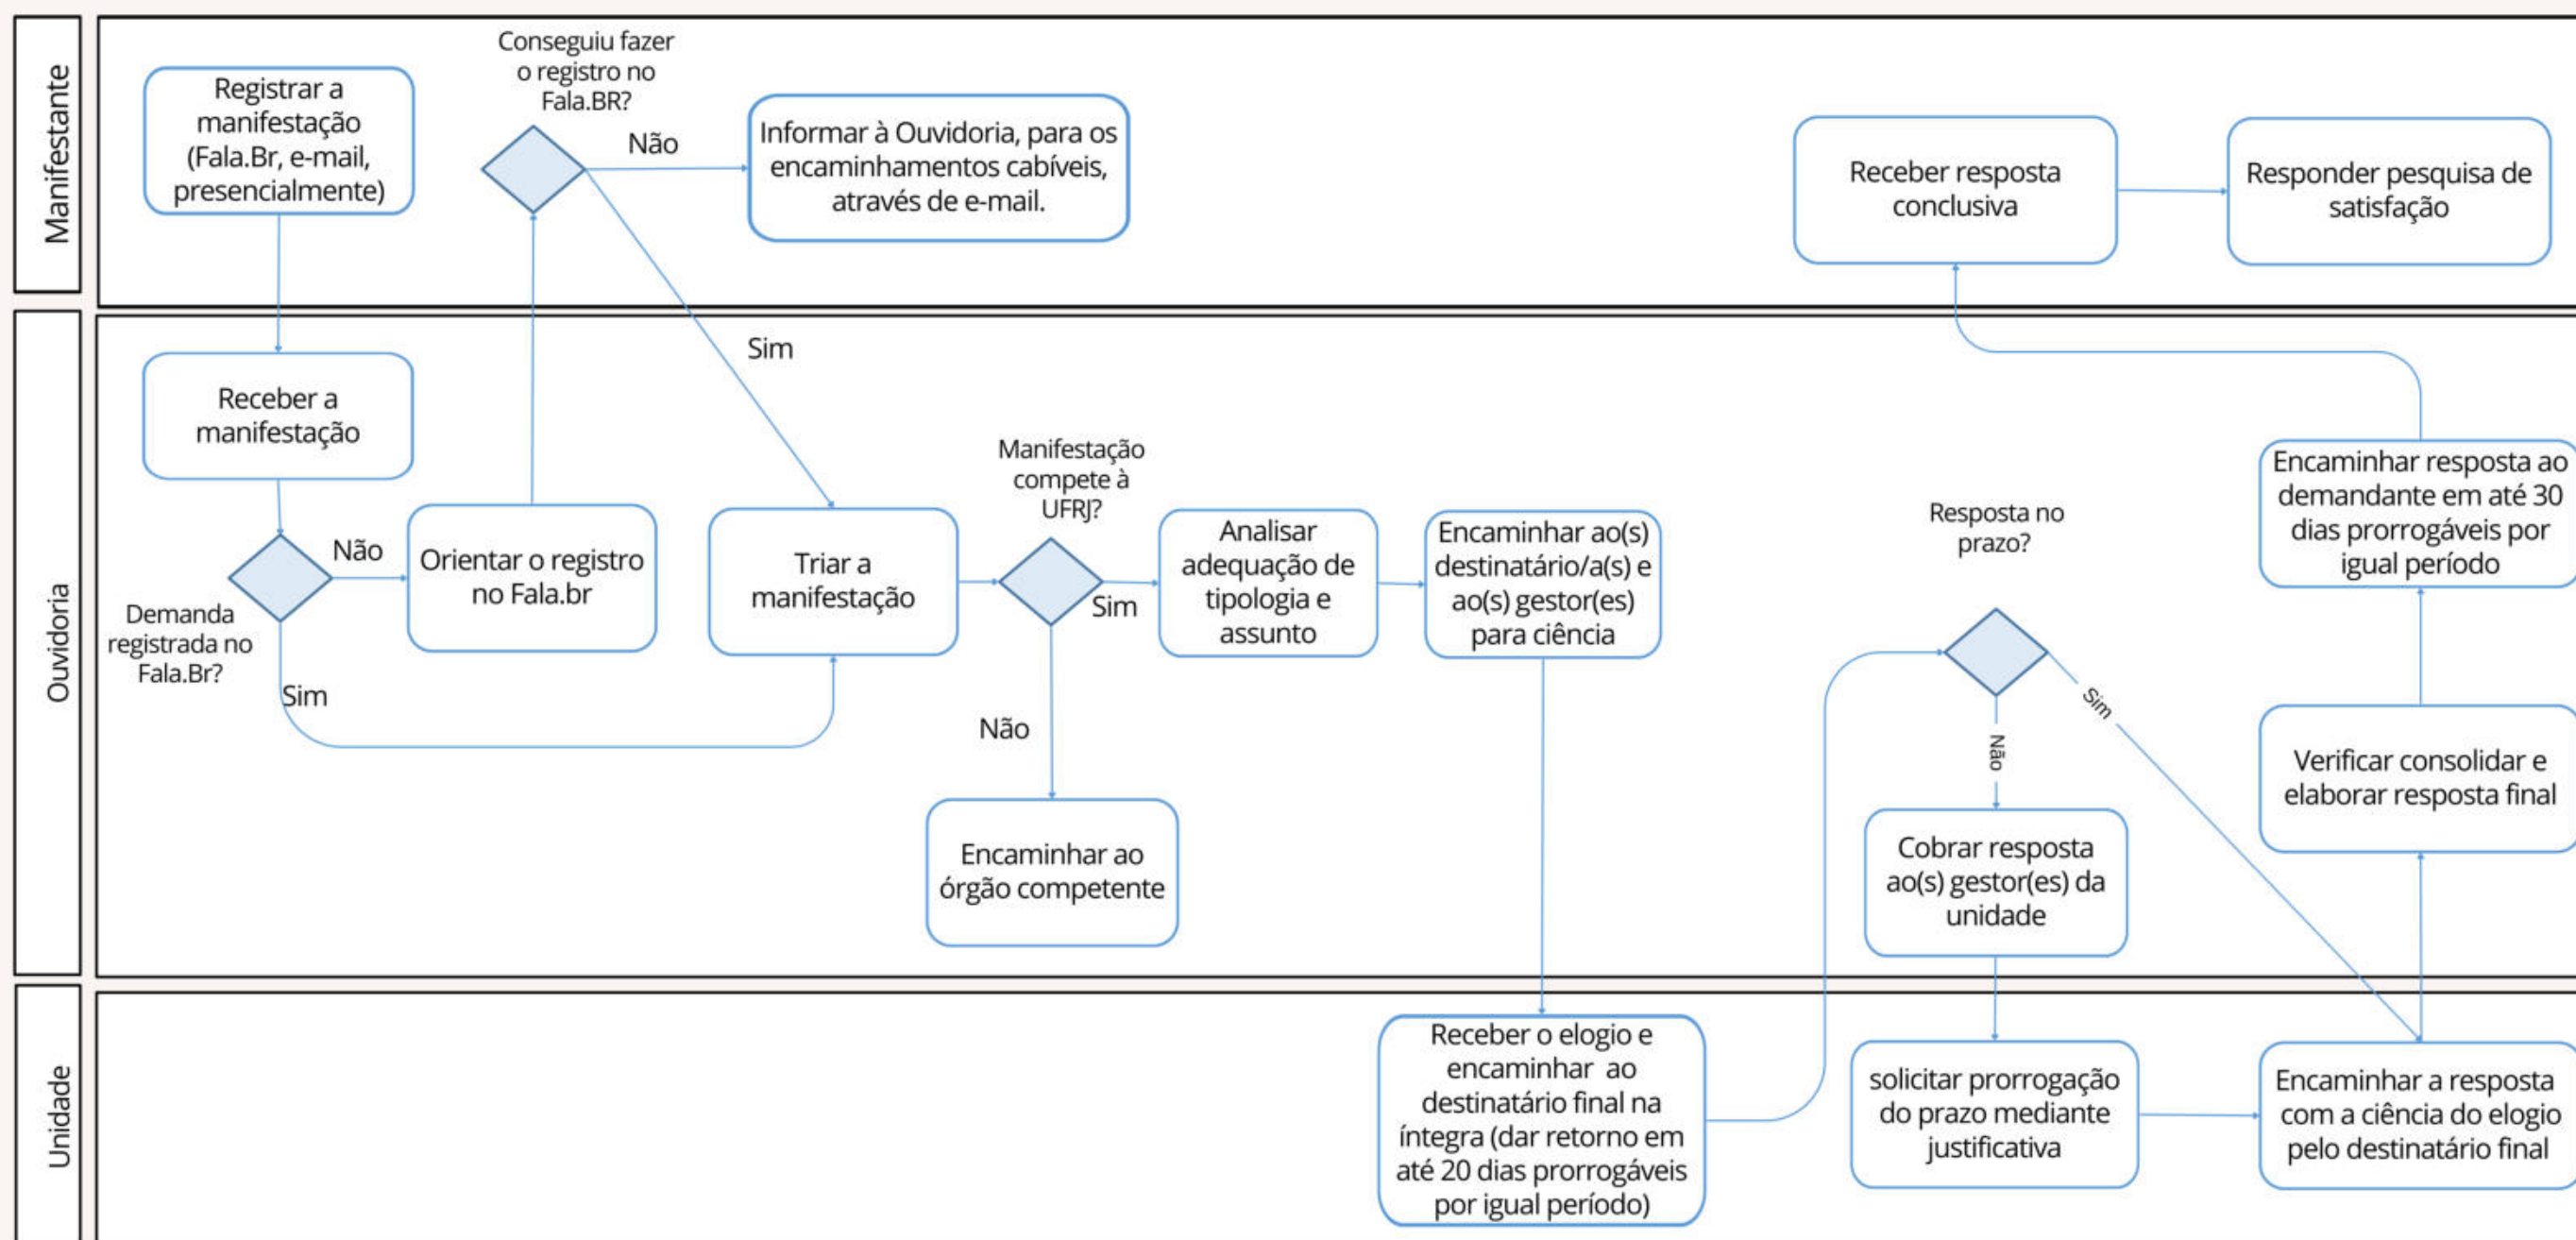 Manifestante
Registrar a
manifestação
(Fala.Br, e-mail,
presencialmente)
Conseguiu fazer
o registro no
Fala.BR?
Não
Informar à Ouvidoria, para os
encaminhamentos cabíveis,
através de e-mail.
Sim
Receber resposta
conclusiva
Responder pesquisa de
satisfação
Ouvidoria
Receber a
manifestação
Demanda
registrada no
Fala.Br?
Não
Sim
Orientar o registro
no Fala.br
Triar a
manifestação
Manifestação
compete à
UFRJ?
Sim
Não
Encaminhar ao
órgão competente
Analisar
adequação de
tipologia e
assunto
Encaminhar ao(s)
destinatário/a(s) e
ao(s) gestor(es)
para ciência
Resposta no
prazo?
Sim
Não
Cobrar resposta
ao(s) gestor(es) da
unidade
Encaminhar resposta ao
demandante em até 30
dias prorrogáveis por
igual período
Verificar consolidar e
elaborar resposta final
Unidade
Receber o elogio e
encaminhar ao
destinatário final na
íntegra (dar retorno em
até 20 dias prorrogáveis
por igual período)
solicitar prorrogação
do prazo mediante
justificativa
Encaminhar a resposta
com a ciência do elogio
pelo destinatário final